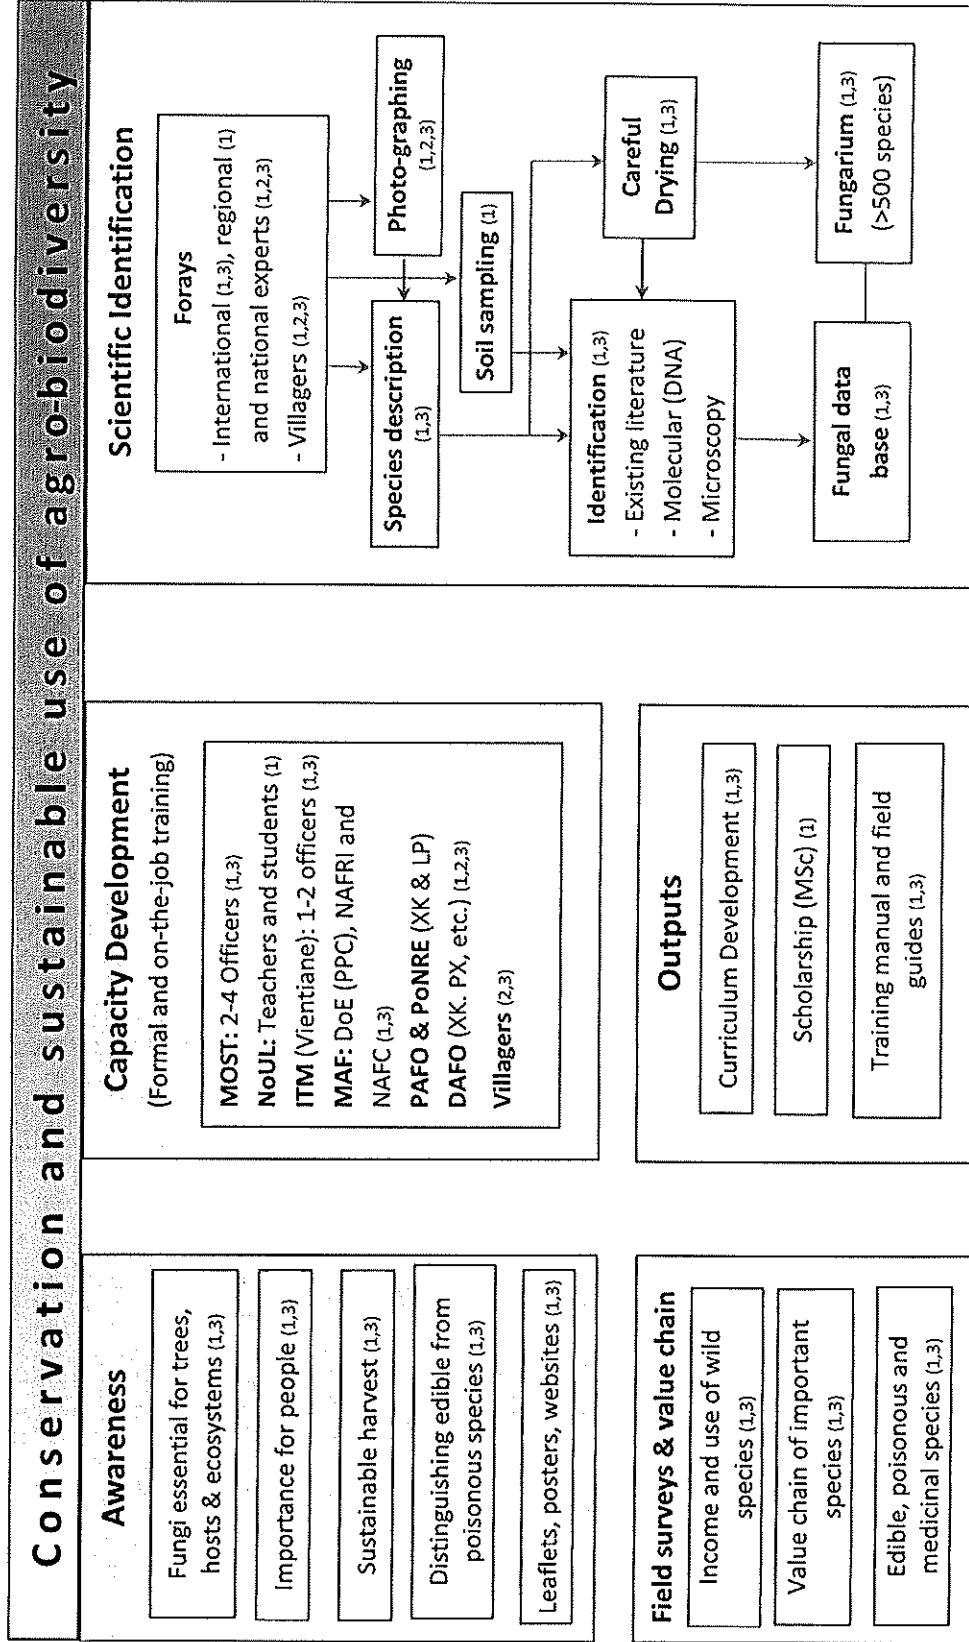 Conservation and sustainable use of agro-biodiversity
Awareness
Fungi essential for trees,
hosts & ecosystems (1,3)
Importance for people (1,3)
Sustainable harvest (1,3)
Distinguishing edible from
poisonous species (1,3)
Leaflets, posters, websites (1,3)
Field surveys & value chain
Income and use of wild
species (1,3)
Value chain of important
species (1,3)
Edible, poisonous and
medicinal species (1,3)
Capacity Development
(Formal and on-the-job training)
MOST: 2-4 Officers (1,3)
NoUL: Teachers and students (1)
ITM (Vientiane): 1-2 officers (1,3)
MAF: DoE (PPC), NAFRI and
NAFC (1,3)
PAFO & PoNRE (XK & LP)
DAFO (XK. PX, etc.) (1,2,3)
Villagers (2,3)
Outputs
Curriculum Development (1,3)
Scholarship (MSc) (1)
Training manual and field
guides (1,3)
Scientific Identification
Forays
- International (1,3), regional (1)
and national experts (1,2,3)
- Villagers (1,2,3)
Species description
(1,3)
Photo-graphing
(1,2,3)
Soil sampling (1)
Identification (1,3)
- Existing literature
- Molecular (DNA)
- Microscopy
Careful
Drying (1,3)
Fungal data
base (1,3)
Fungarium (1,3)
(>500 species)